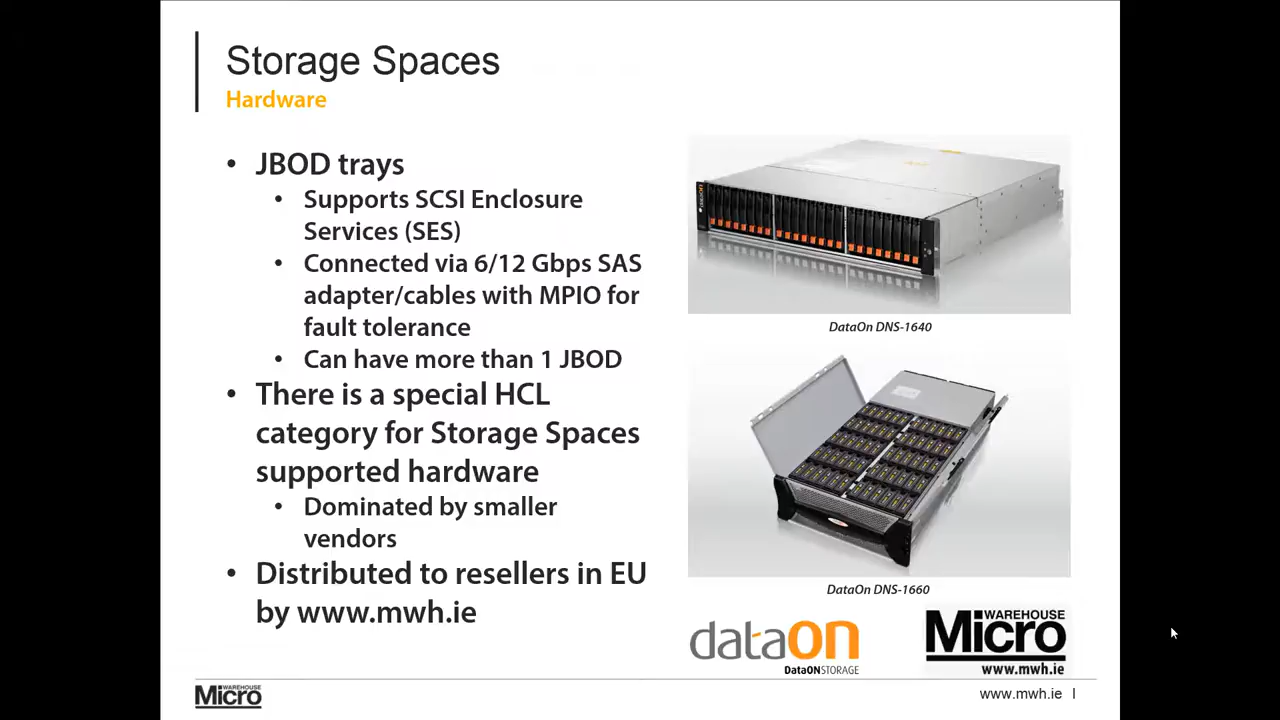 Storage Spaces
Hardware
• JBOD trays
• Supports SCSI Enclosure
Services (SES)
• Connected via 6/12 Gbps SAS
adapter/cables with MPIO for
fault tolerance
• Can have more than 1 JBOD
• There is a special HCL
category for Storage Spaces
supported hardware
• Dominated by smaller
vendors
• Distributed to resellers in EU
by www.mwh.ie
DataOn DNS-1640
DataOn DNS-1660
dataON
DataONSTORAGE
WAREHOUSE
Micro
www.mwh.ie
WAREHOUSE
Micro
www.mwh.ie |